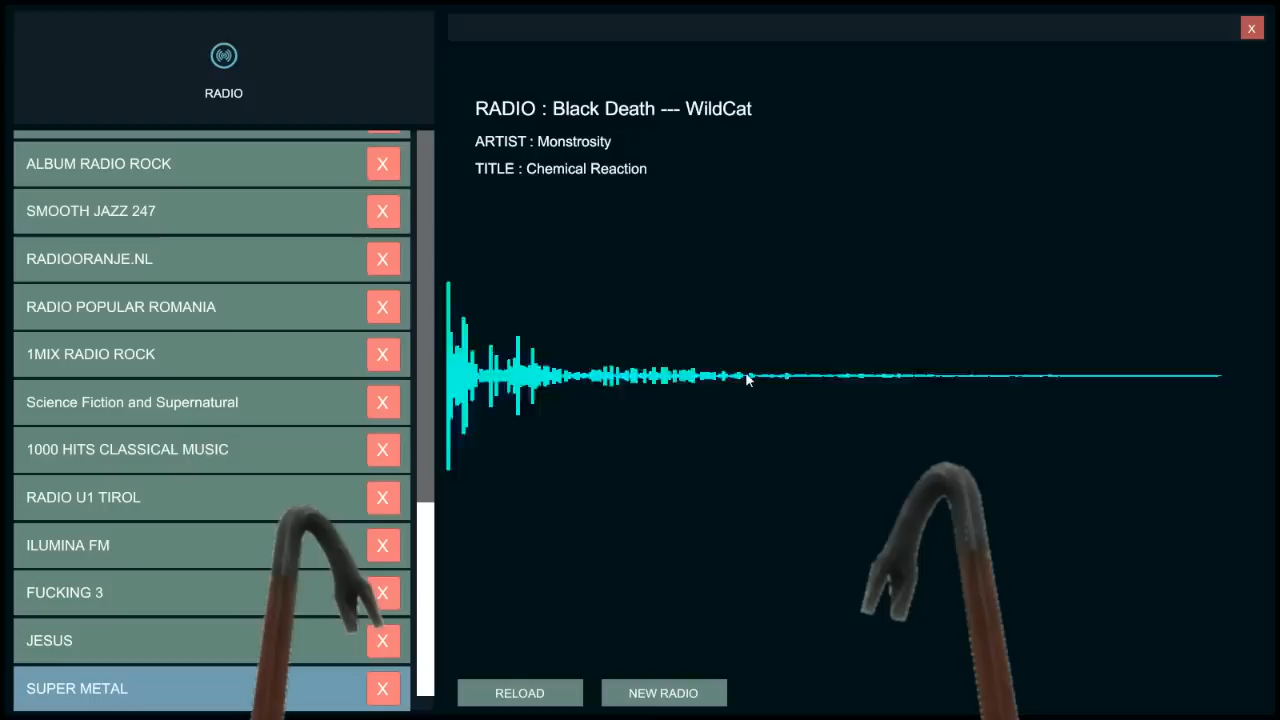 RADIO
ALBUM RADIO ROCK X
SMOOTH JAZZ 247 X
RADIOORANJE.NL X
RADIO POPULAR ROMANIA X
1MIX RADIO ROCK X
Science Fiction and Supernatural X
1000 HITS CLASSICAL MUSIC X
RADIO U1 TIROL X
ILUMINA FM X
FUCKING 3 X
JESUS X
SUPER METAL X
x
RADIO : Black Death --- WildCat
ARTIST : Monstrosity
TITLE : Chemical Reaction
RELOAD
NEW RADIO